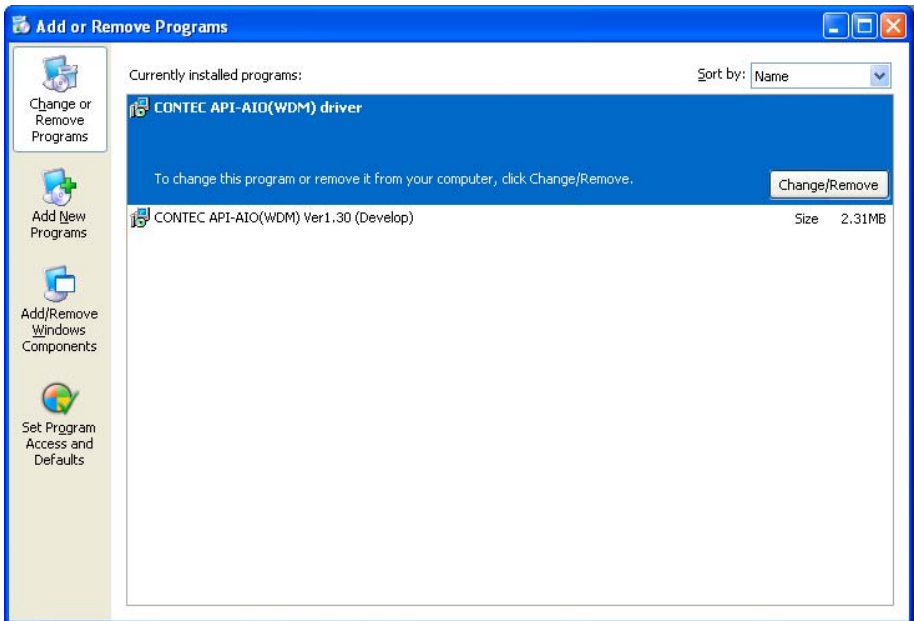 Add or Remove Programs
Change or
Remove
Programs
Add New
Programs
Add/Remove
Windows
Components
Set Program
Access and
Defaults
Currently installed programs:
Sort by: Name
CONTEC API-AIO(WDM) driver
To change this program or remove it from your computer, click Change/Remove.
Change/Remove
CONTEC API-AIO(WDM) Ver1.30 (Develop) Size 2.31MB